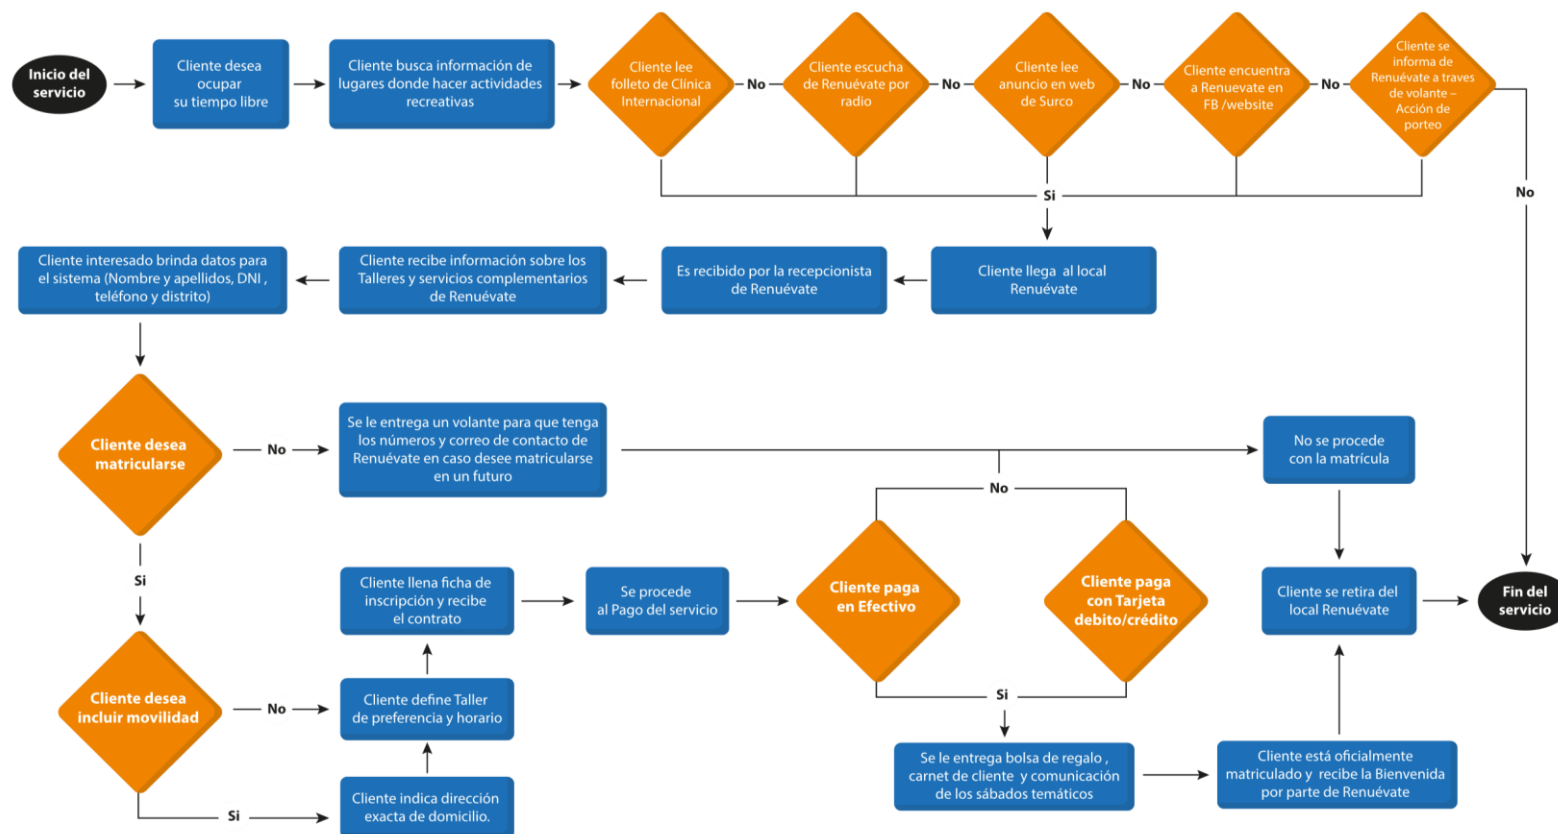 Inicio del
servicio
Cliente desea
ocupar
su tiempo libre
Cliente busca información de
lugares donde hacer actividades
recreativas
Cliente lee
folleto de Clínica
Internacional
No
Cliente escucha
de Renuévate por
radio
No
Cliente lee
anuncio en web
de Surco
No
Cliente encuentra
a Renuevate en
FB /website
No
Cliente se
informa de
Renuévate a traves
de volante –
Acción de
porteo
No
Si
Cliente llega al local
Renuévate
Es recibido por la recepcionista
de Renuévate
Cliente recibe información sobre los
Talleres y servicios complementarios
de Renuévate
Cliente interesado brinda datos para
el sistema (Nombre y apellidos, DNI ,
teléfono y distrito)
Cliente desea
matricularse
No
Se le entrega un volante para que tenga
los números y correo de contacto de
Renuévate en caso desee matricularse
en un futuro
No se procede
con la matrícula
Si
Cliente desea
incluir movilidad
No
Si
Cliente indica dirección
exacta de domicilio.
Cliente define Taller
de preferencia y horario
Cliente llena ficha de
inscripción y recibe
el contrato
Se procede
al Pago del servicio
Cliente paga
en Efectivo
No
Cliente paga
con Tarjeta
debito/crédito
Si
Se le entrega bolsa de regalo ,
carnet de cliente y comunicación
de los sábados temáticos
Cliente está oficialmente
matriculado y recibe la Bienvenida
por parte de Renuévate
Cliente se retira del
local Renuévate
Fin del
servicio